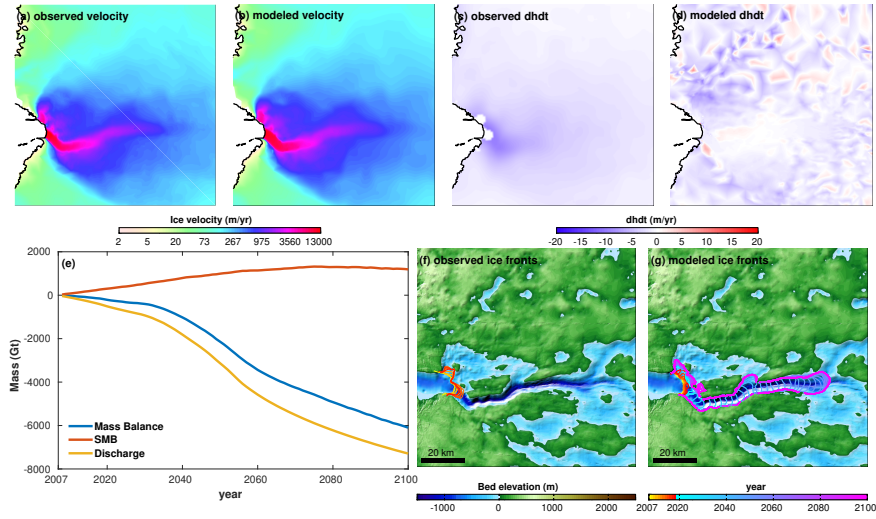 (a) observed velocity
(b) modeled velocity
(c) observed dhdt
(d) modeled dhdt
Ice velocity (m/yr)
2 5 20 73 267 975 3560 13000
dhdt (m/yr)
-20 -15 -10 -5 0 5 10 15 20
(e)
2000
0
-2000
-4000
-6000
-8000
Mass (Gt)
Mass Balance
SMB
Discharge
2007 2020 2040 2060 2080 2100
year
(f) observed ice fronts
20 km
(g) modeled ice fronts
20 km
Bed elevation (m)
-1000 0 1000 2000
year
2007 2020 2040 2060 2080 2100